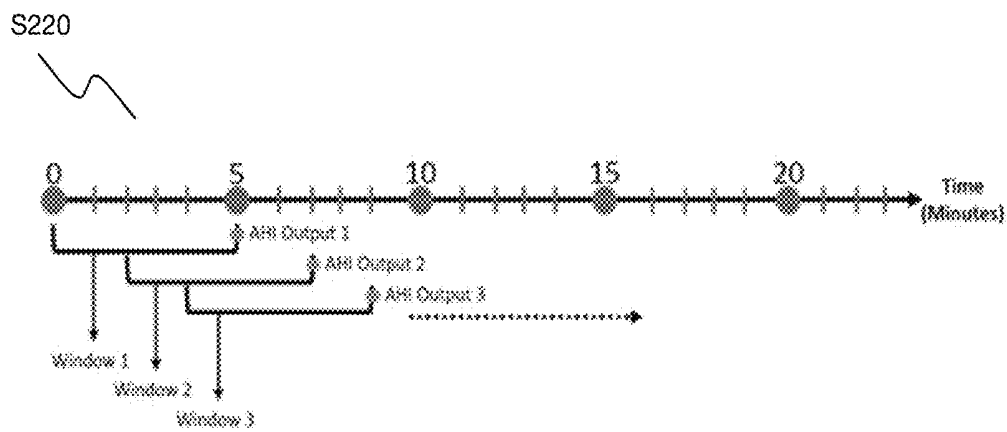 S220
0 5 10 15 20
Time
(Minutes)
AHI Output 1
AHI Output 2
AHI Output 3
Window 1
Window 2
Window 3